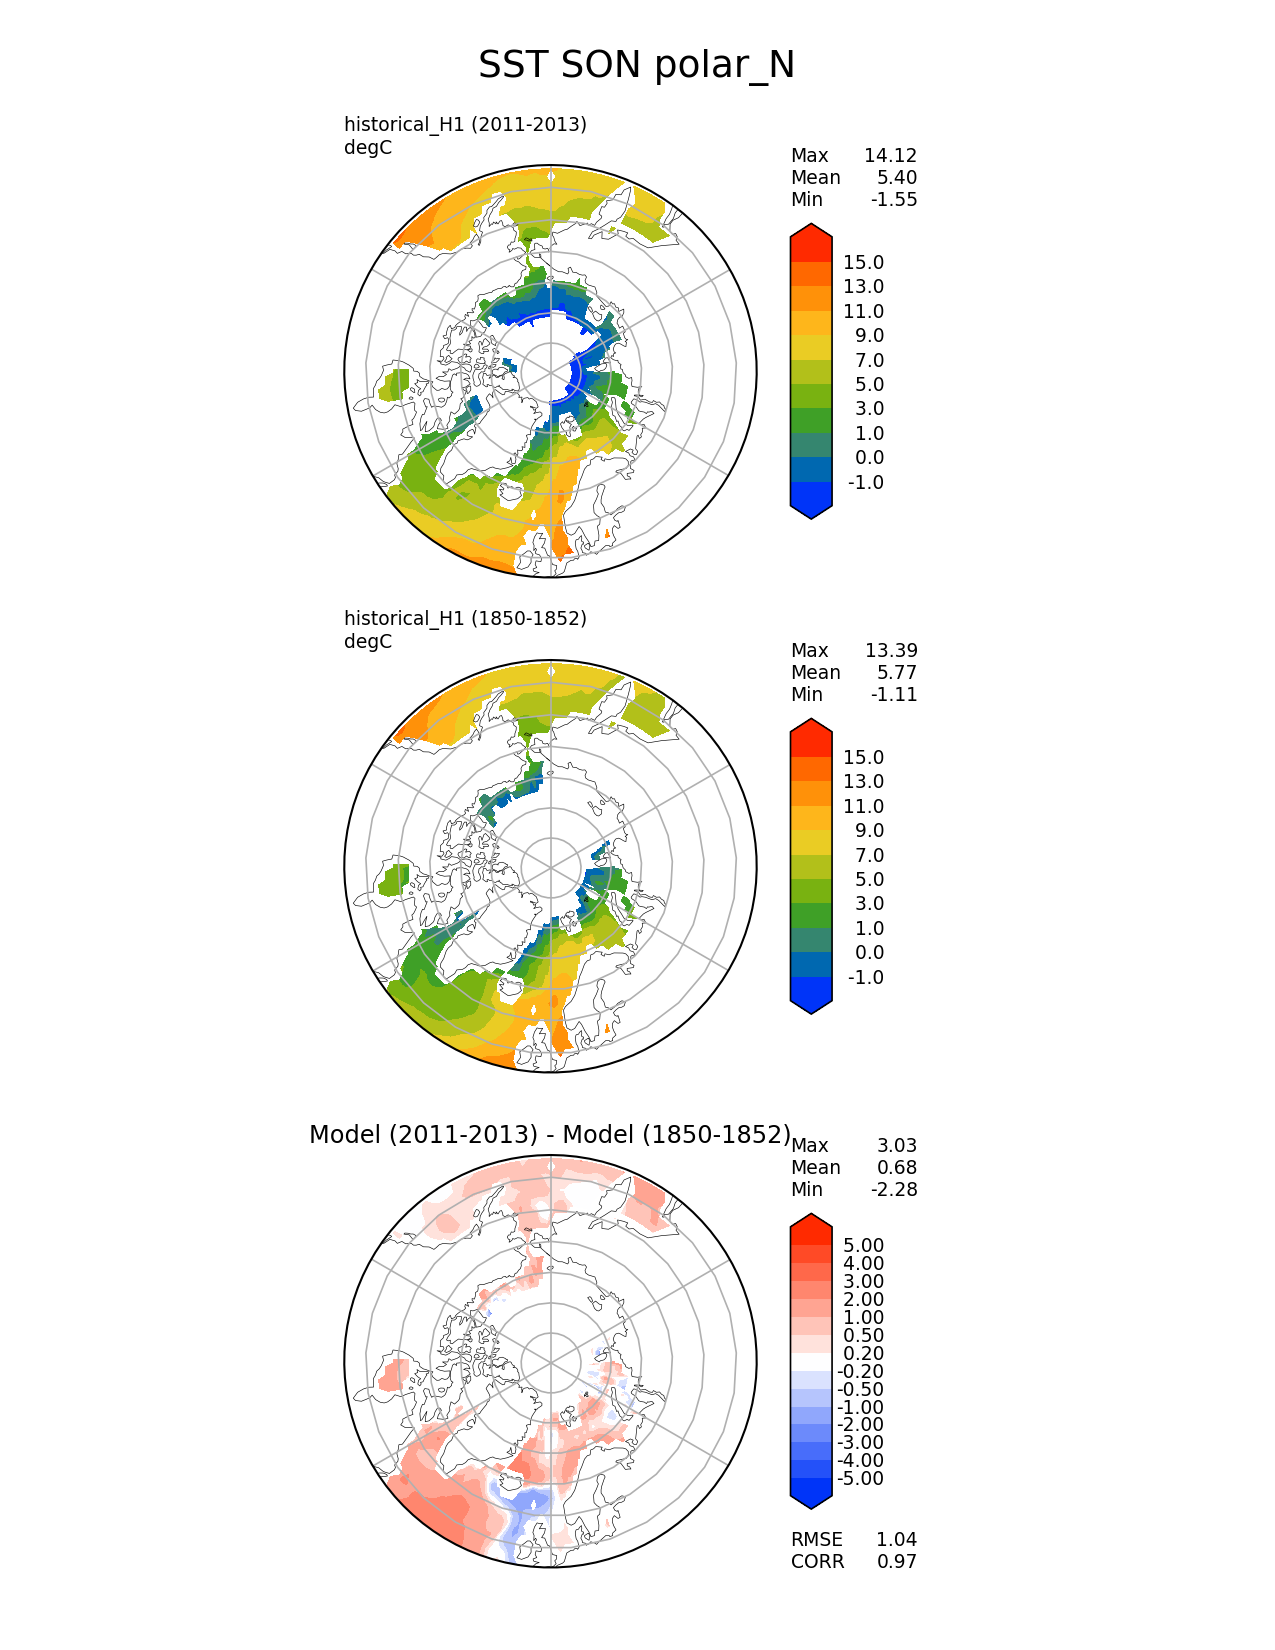 SST SON polar_N
historical_H1 (2011-2013)
degC
Max 14.12
Mean 5.40
Min -1.55
15.0
13.0
11.0
9.0
7.0
5.0
3.0
1.0
0.0
-1.0
historical_H1 (1850-1852)
degC
Max 13.39
Mean 5.77
Min -1.11
15.0
13.0
11.0
9.0
7.0
5.0
3.0
1.0
0.0
-1.0
Model (2011-2013) - Model (1850-1852)
Max 3.03
Mean 0.68
Min -2.28
5.00
4.00
3.00
2.00
1.00
0.50
0.20
-0.20
-0.50
-1.00
-2.00
-3.00
-4.00
-5.00
RMSE 1.04
CORR 0.97